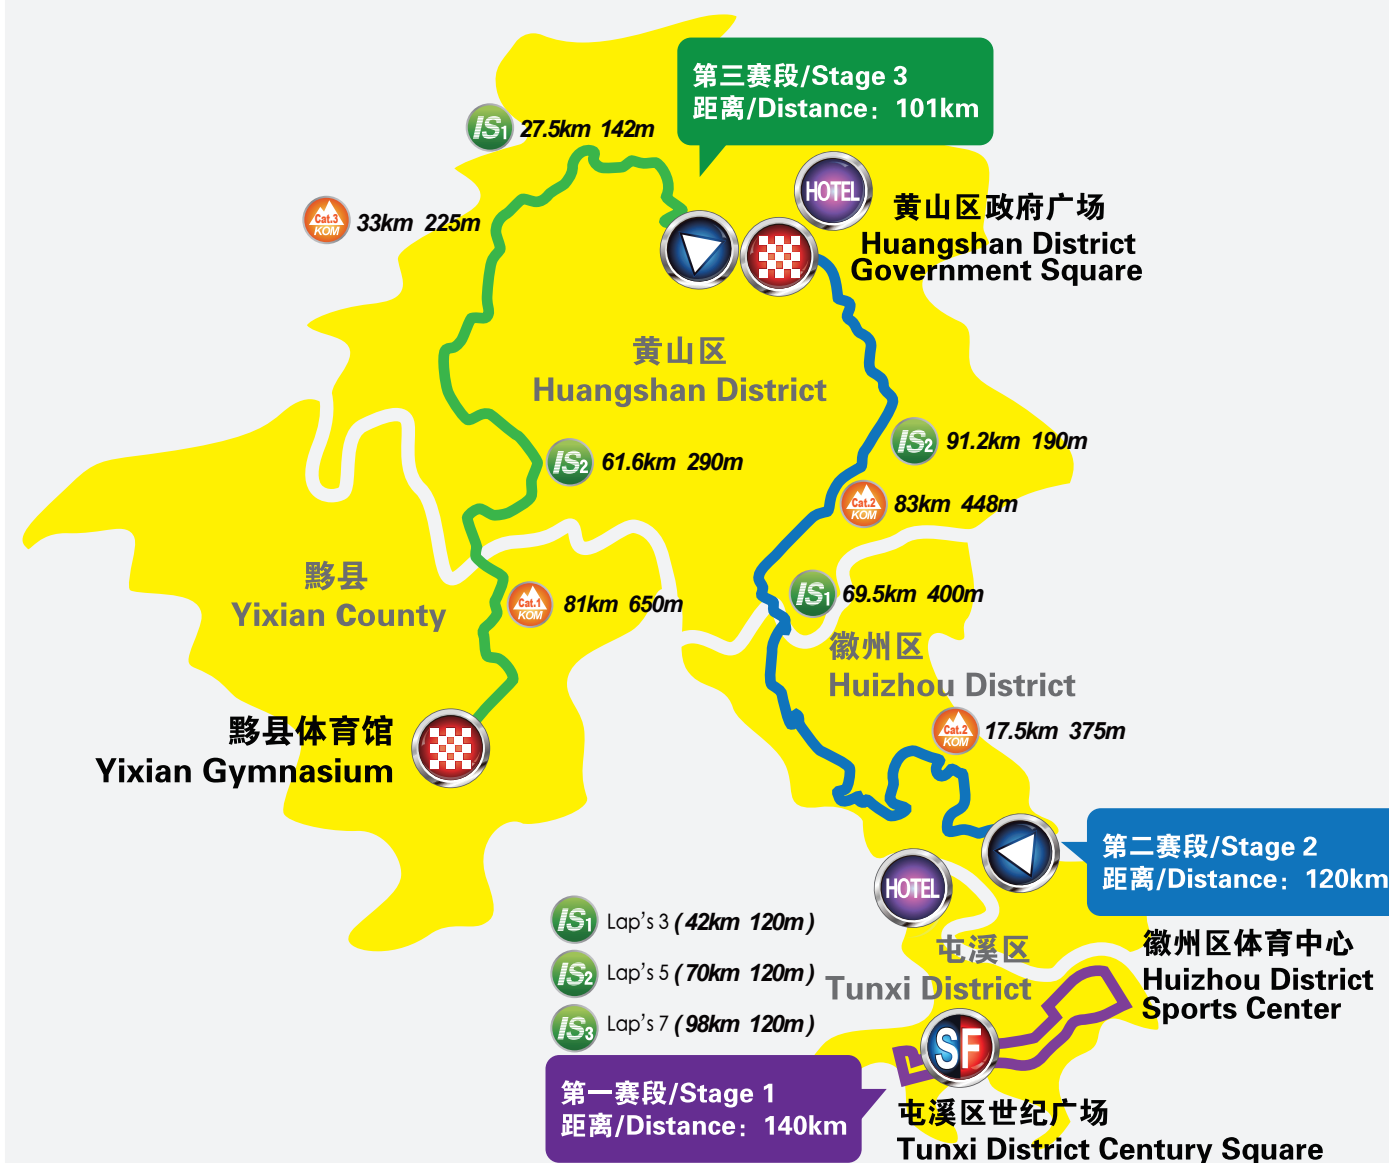 第三赛段/Stage 3
距离/Distance: 101km
IS1 27.5km 142m
HOTEL
Cat.3
KOM
33km 225m
黄山区政府广场
Huangshan District
Government Square
黄山区
Huangshan District
IS2 91.2km 190m
IS2 61.6km 290m
Cat.2
KOM
83km 448m
黟县
Yixian County
IS1 69.5km 400m
Cat.1
KOM
81km 650m
徽州区
Huizhou District
Cat.2
KOM
17.5km 375m
黟县体育馆
Yixian Gymnasium
第二赛段/Stage 2
距离/Distance: 120km
HOTEL
IS1 Lap's 3 (42km 120m)
IS2 Lap's 5 (70km 120m)
IS3 Lap's 7 (98km 120m)
屯溪区
Tunxi District
徽州区体育中心
Huizhou District
Sports Center
SF
第一赛段/Stage 1
距离/Distance: 140km
屯溪区世纪广场
Tunxi District Century Square